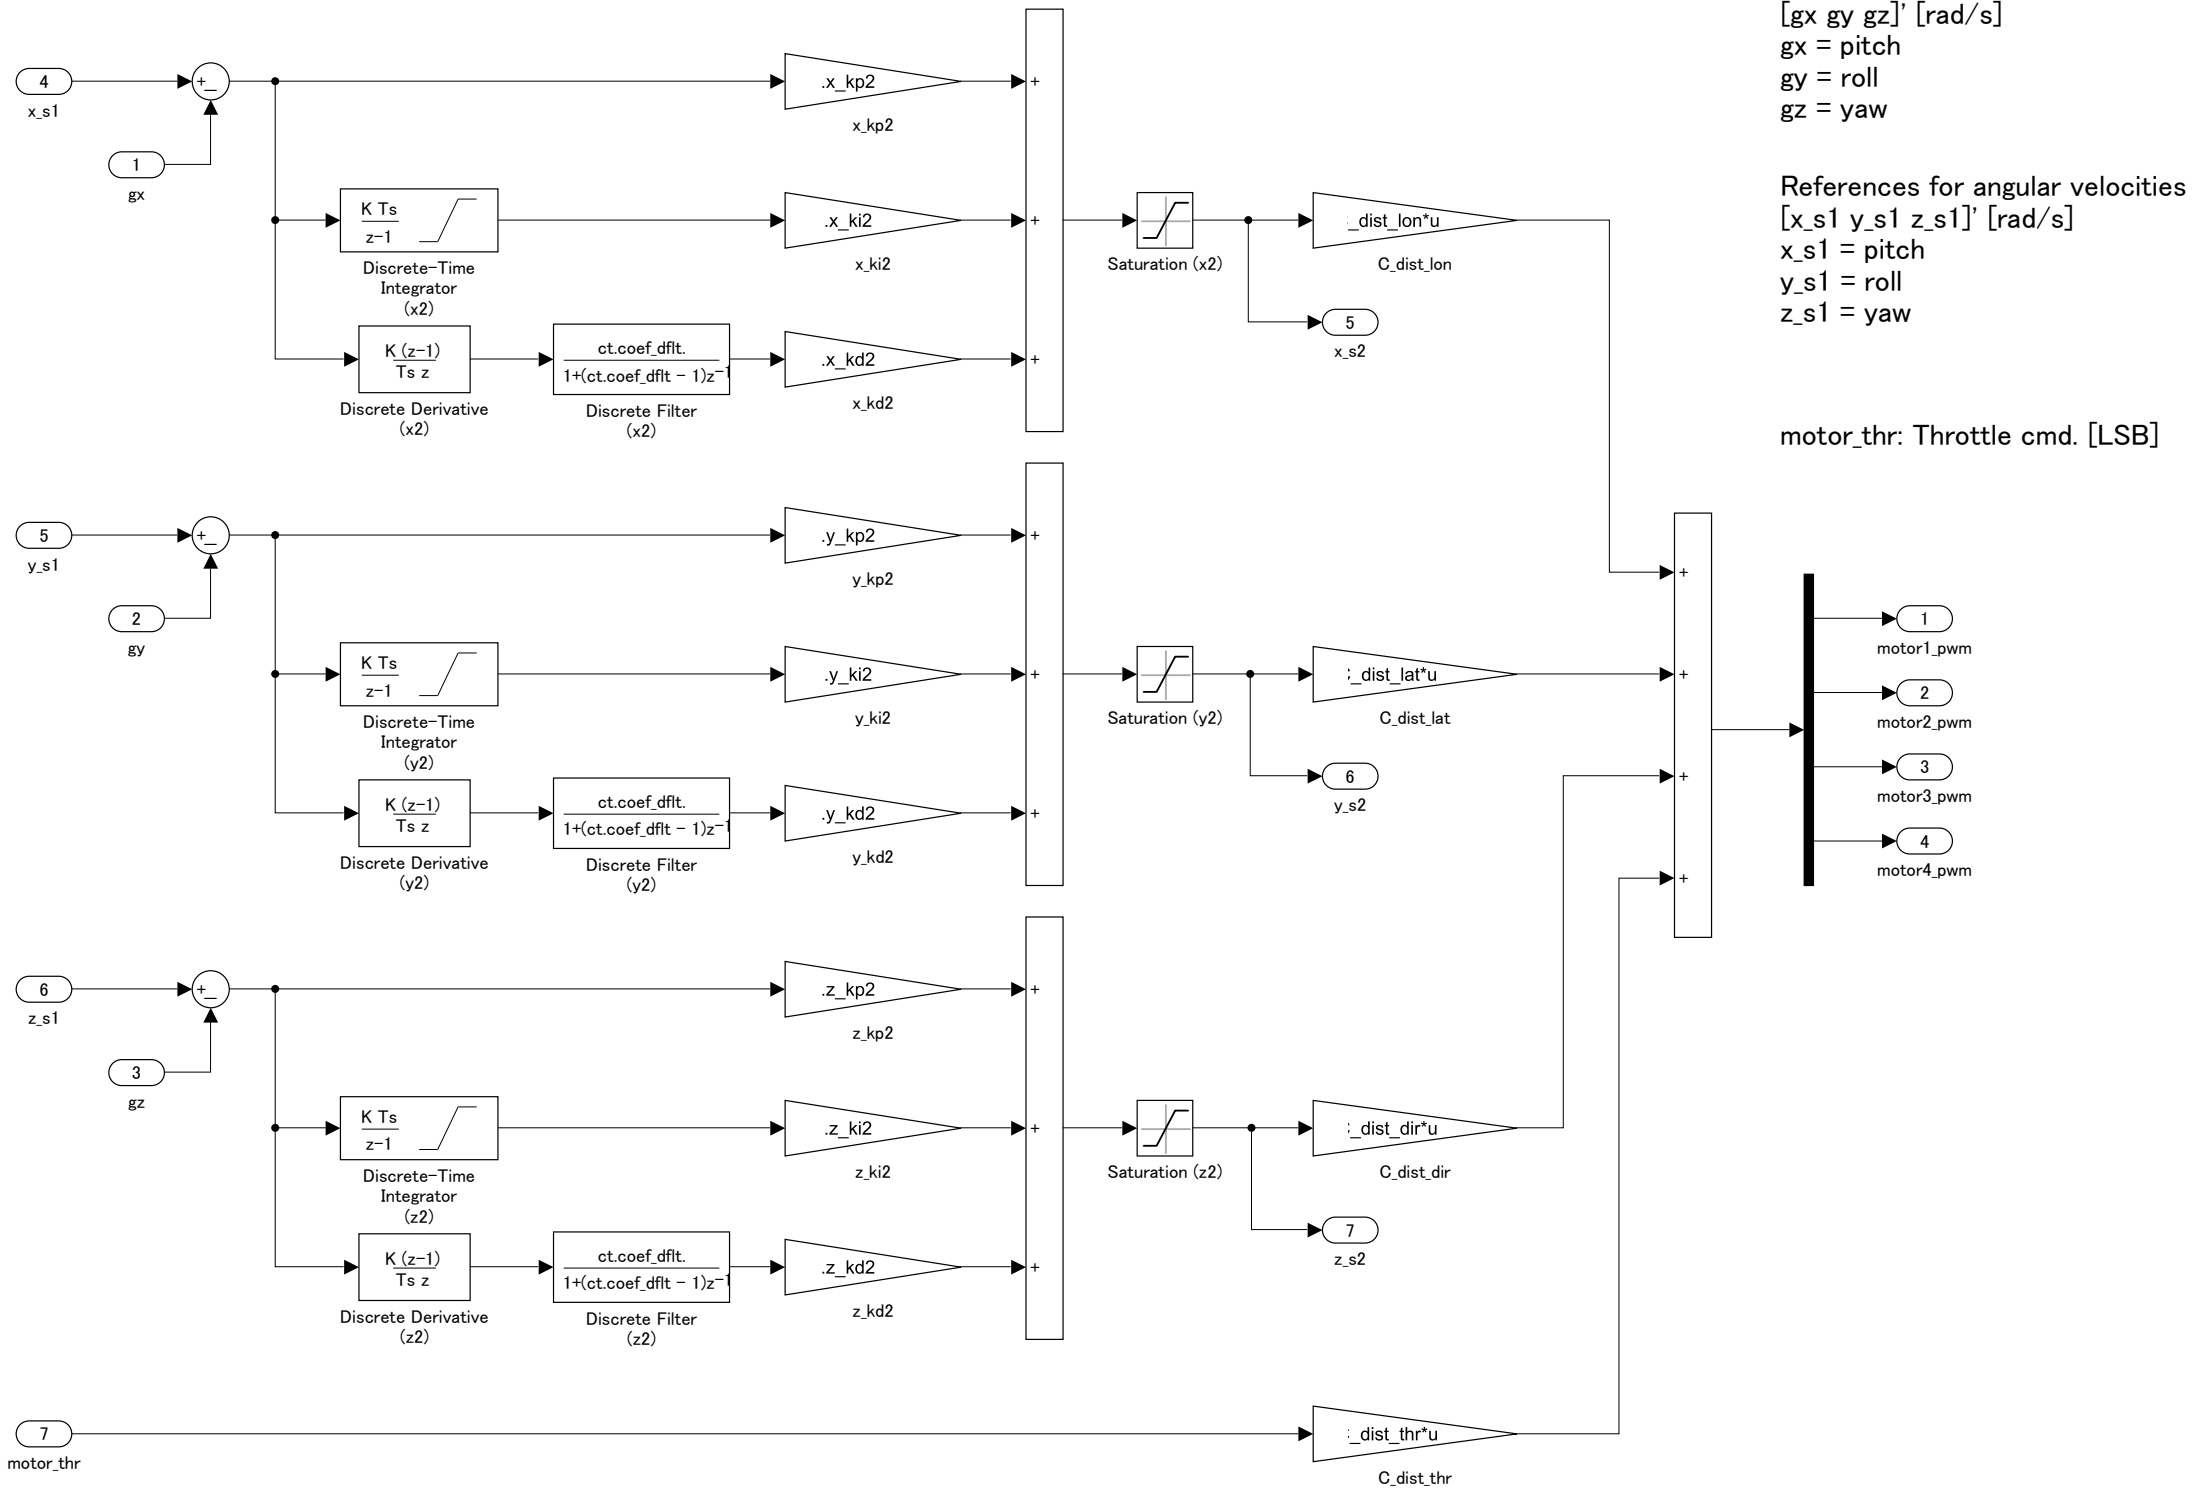 [gx gy gz]' [rad/s]
gx = pitch
gy = roll
gz = yaw
References for angular velocities
[x_s1 y_s1 z_s1]' [rad/s]
x_s1 = pitch
y_s1 = roll
z_s1 = yaw
motor_thr: Throttle cmd. [LSB]
4
x_s1
+
_
1
gx
.x_kp2
x_kp2
+
K Ts
z-1
Discrete-Time
Integrator
(x2)
.x_ki2
x_ki2
+
K (z-1)
Ts z
Discrete Derivative
(x2)
ct.coef_dflt.
1+(ct.coef_dflt - 1)z-1
Discrete Filter
(x2)
.x_kd2
x_kd2
+
Saturation (x2)
_dist_lon*u
C_dist_lon
5
x_s2
5
y_s1
+
_
2
gy
.y_kp2
y_kp2
+
K Ts
z-1
Discrete-Time
Integrator
(y2)
.y_ki2
y_ki2
+
K (z-1)
Ts z
Discrete Derivative
(y2)
ct.coef_dflt.
1+(ct.coef_dflt - 1)z-1
Discrete Filter
(y2)
.y_kd2
y_kd2
+
Saturation (y2)
_dist_lat*u
C_dist_lat
6
y_s2
6
z_s1
+
_
3
gz
.z_kp2
z_kp2
+
K Ts
z-1
Discrete-Time
Integrator
(z2)
.z_ki2
z_ki2
+
K (z-1)
Ts z
Discrete Derivative
(z2)
ct.coef_dflt.
1+(ct.coef_dflt - 1)z-1
Discrete Filter
(z2)
.z_kd2
z_kd2
+
Saturation (z2)
_dist_dir*u
C_dist_dir
7
z_s2
7
motor_thr
_dist_thr*u
C_dist_thr
+
+
+
+
1
motor1_pwm
2
motor2_pwm
3
motor3_pwm
4
motor4_pwm